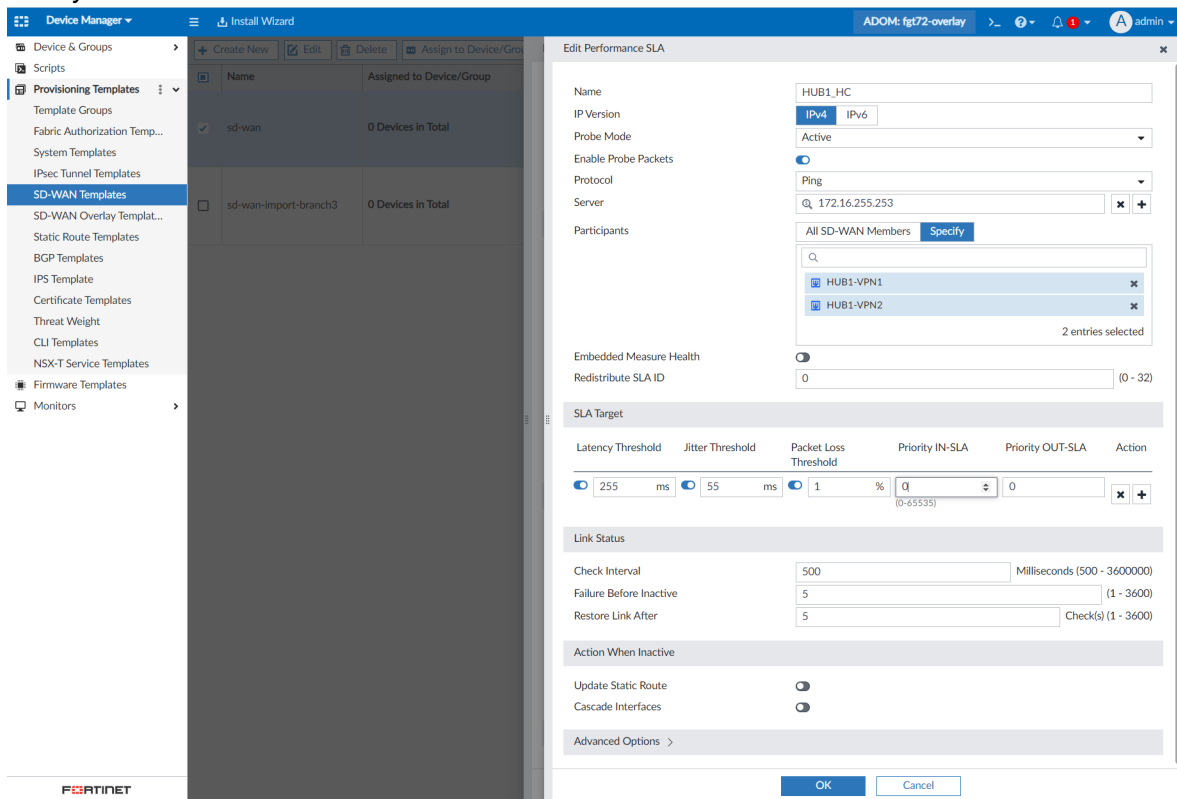 Device Manager
Install Wizard
ADOM: fgt72-overlay
>_
?
1
A
admin
Device & Groups
Scripts
Provisioning Templates
Template Groups
Fabric Authorization Temp...
System Templates
IPsec Tunnel Templates
SD-WAN Templates
SD-WAN Overlay Templat...
Static Route Templates
BGP Templates
IPS Template
Certificate Templates
Threat Weight
CLI Templates
NSX-T Service Templates
Firmware Templates
Monitors
FORTINET
+ Create New Edit Delete Assign to Device/Grou
Name Assigned to Device/Group
sd-wan 0 Devices in Total
sd-wan-import-branch3 0 Devices in Total
Edit Performance SLA
Name HUB1_HC
IP Version IPv4 IPv6
Probe Mode Active
Enable Probe Packets
Protocol Ping
Server 172.16.255.253
Participants All SD-WAN Members Specify
HUB1-VPN1
HUB1-VPN2
2 entries selected
Embedded Measure Health
Redistribute SLA ID 0 (0 - 32)
SLA Target
Latency Threshold Jitter Threshold Packet Loss Threshold Priority IN-SLA Priority OUT-SLA Action
255 ms 55 ms 1 % 0 0
(0-65535)
Link Status
Check Interval 500 Milliseconds (500 - 3600000)
Failure Before Inactive 5 (1 - 3600)
Restore Link After 5 Check(s) (1 - 3600)
Action When Inactive
Update Static Route
Cascade Interfaces
Advanced Options >
OK Cancel